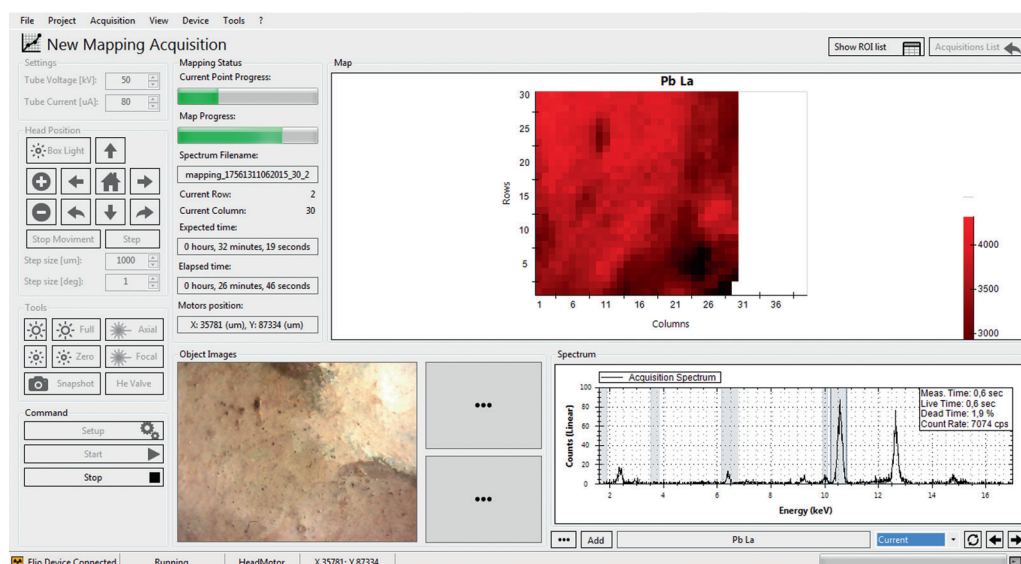 File Project Acquisition View Device Tools ?
New Mapping Acquisition
Show ROI list
Acquisitions List
Settings
Tube Voltage [kV]: 50
Tube Current [uA]: 80
Head Position
Box Light
Stop Moviment
Step
Step size [um]: 1000
Step size [deg]: 1
Tools
Full
Axial
Zero
Focal
Snapshot
He Valve
Command
Setup
Start
Stop
Mapping Status
Current Point Progress:
Map Progress:
Spectrum Filename:
mapping_17561311062015_30_2
Current Row: 2
Current Column: 30
Expected time:
0 hours, 32 minutes, 19 seconds
Elapsed time:
0 hours, 26 minutes, 46 seconds
Motors position:
X: 35781 (um), Y: 87334 (um)
Map
Pb La
30
25
20
15
10
5
Rows
1 6 11 16 21 26 31 36
Columns
4000
3500
3000
Object Images
•••
•••
Spectrum
Acquisition Spectrum
Meas. Time: 0,6 sec
Live Time: 0,6 sec
Dead Time: 1,9 %
Count Rate: 7074 cps
Counts (Linear)
100
80
60
40
20
0
2 4 6 8 10 12 14 16
Energy (keV)
••• Add Pb La Current
Elio Device Connected Running HeadMotor X 35781; Y 87334